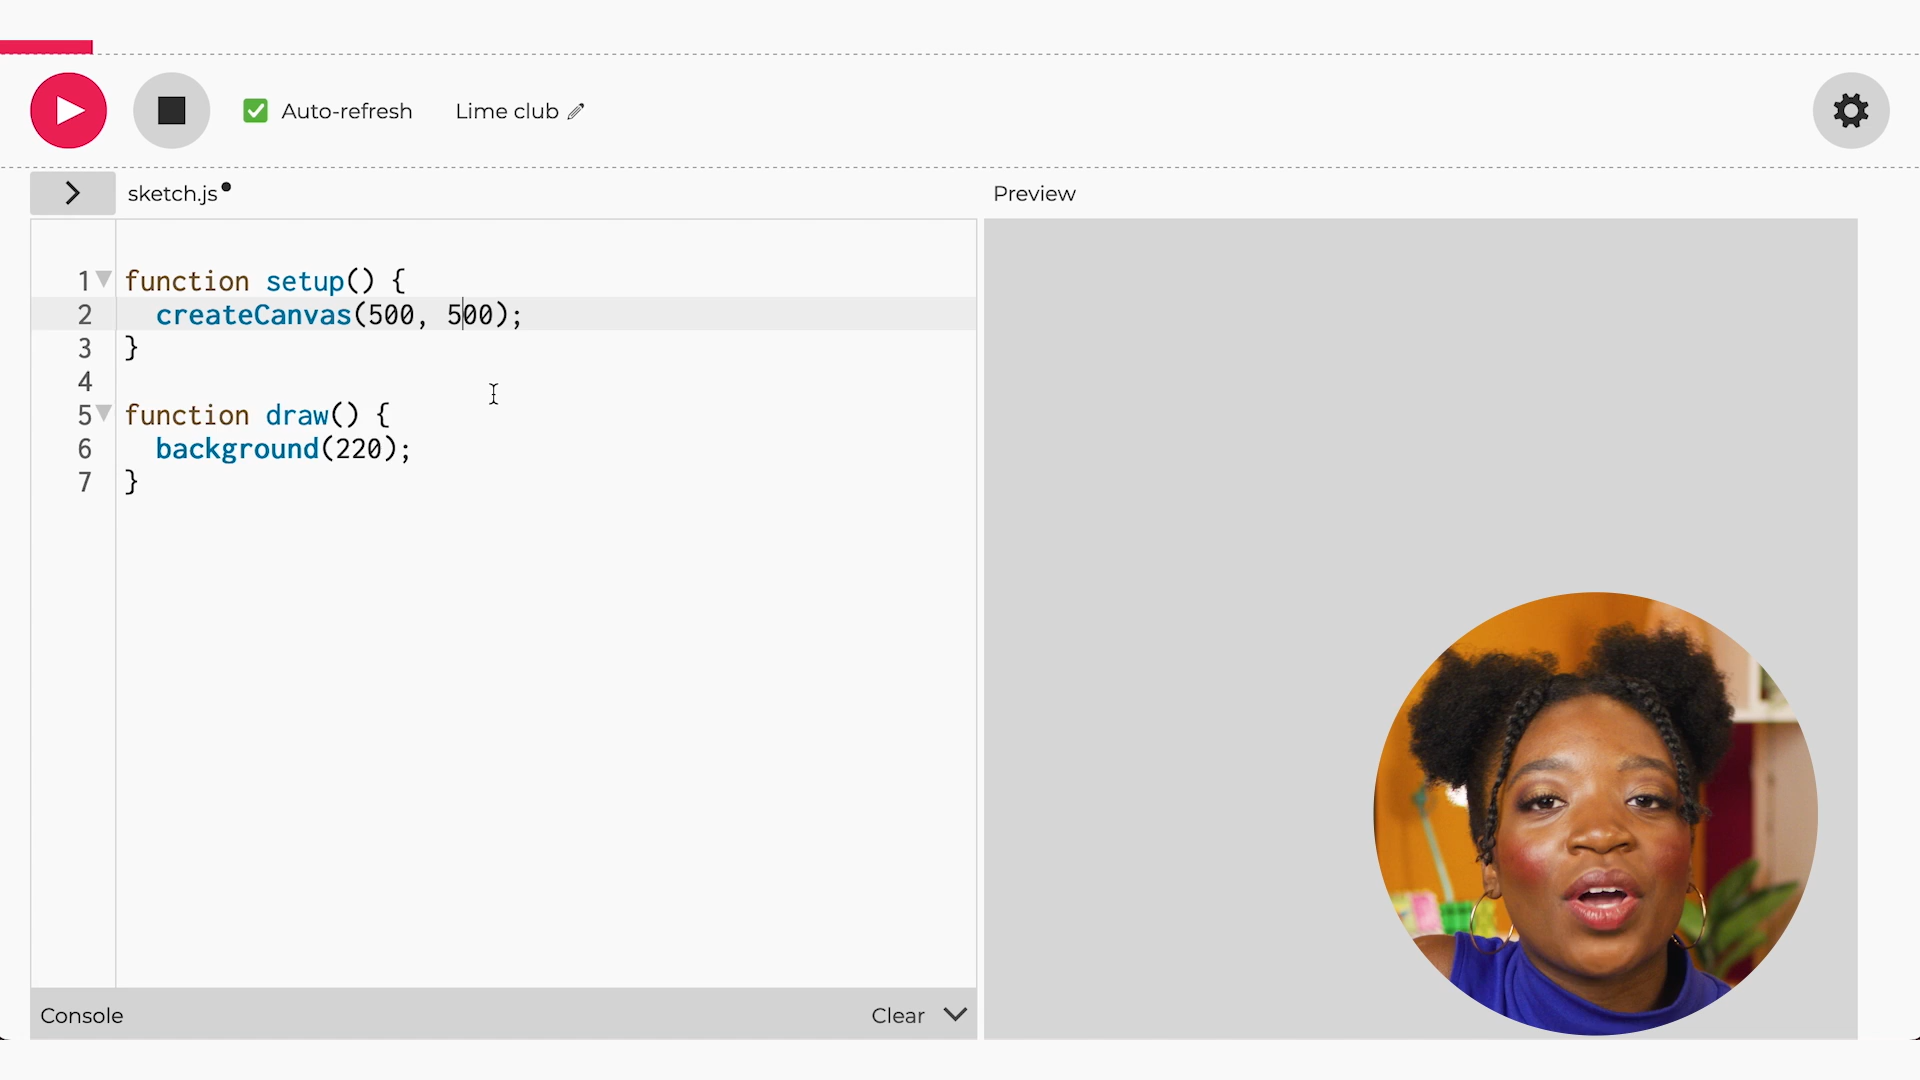 Auto-refresh
Lime club
sketch.js
Preview
1 function setup() {
2 createCanvas(500, 500);
3 }
4
5 function draw() {
6 background(220);
7 }
Console
Clear